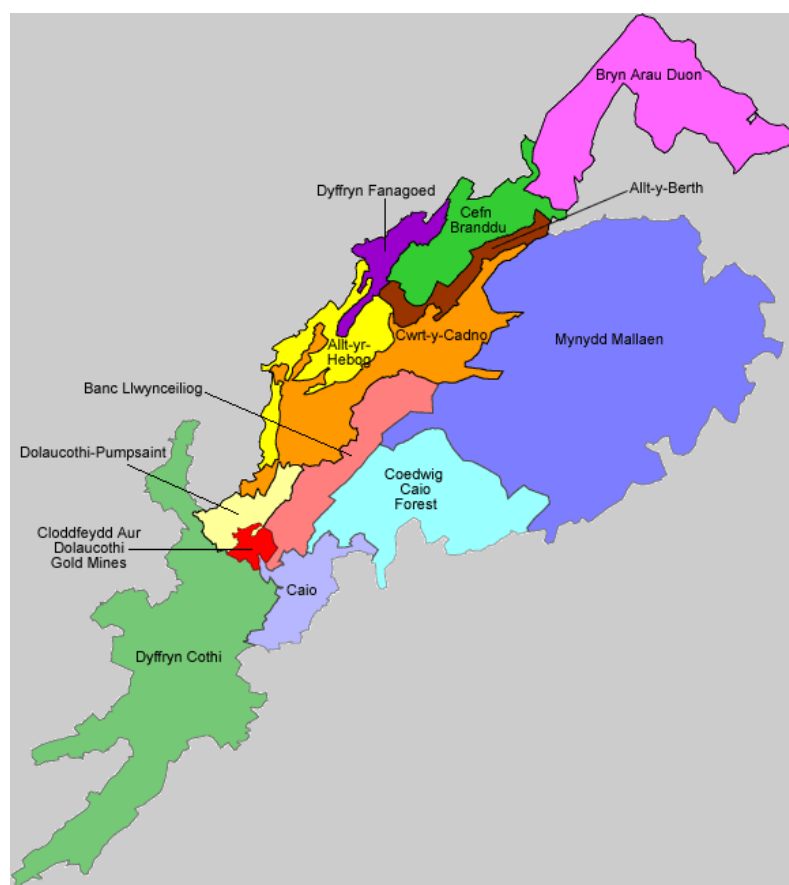 Bryn Arau Duon
Allt-y-Berth
Dyffryn Fanagoed
Cefn
Branddu
Mynydd Mallaen
Cwrt-y-Cadno
Allt-yr-
Hebog
Banc Llwynceiliog
Dolaucothi-Pumpsaint
Coedwig
Caio
Forest
Cloddfeydd Aur
Dolaucothi
Gold Mines
Caio
Dyffryn Cothi